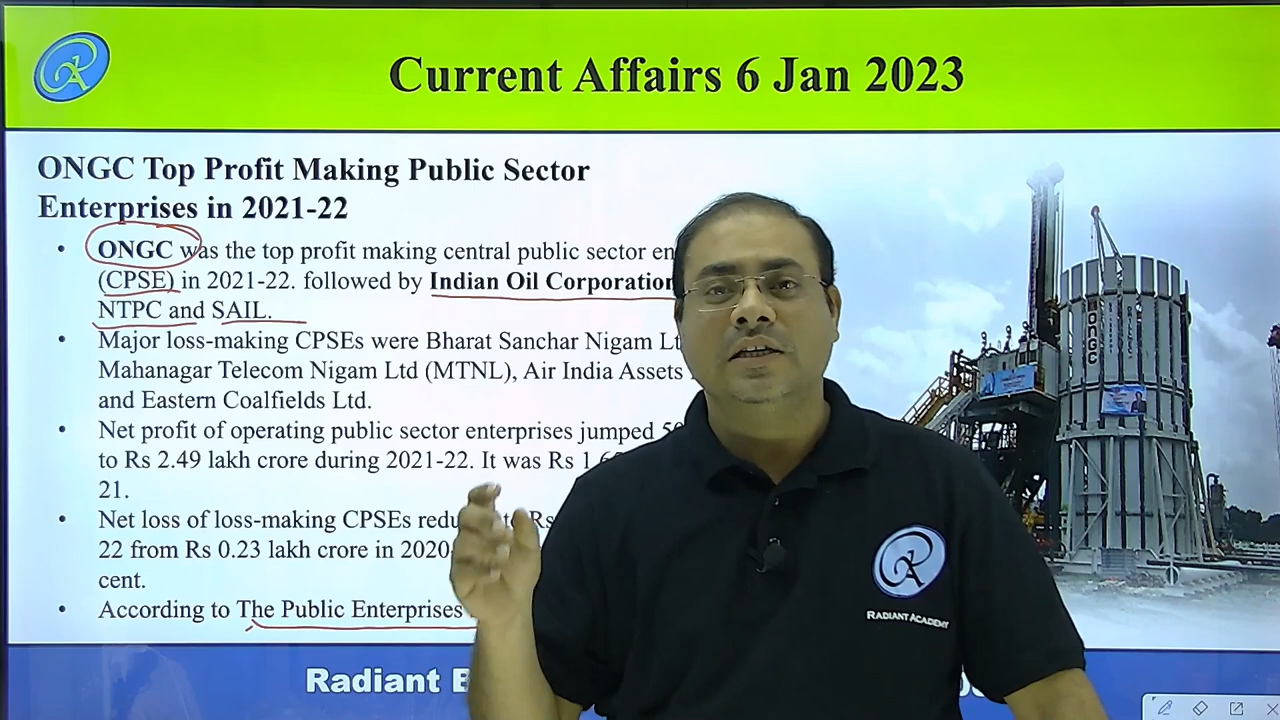 Current Affairs 6 Jan 2023
ONGC Top Profit Making Public Sector
Enterprises in 2021-22
• ONGC was the top profit making central public sector
(CPSE) in 2021-22. followed by Indian Oil Corporation
NTPC and SAIL.
• Major loss-making CPSEs were Bharat Sanchar Nigam
Mahanagar Telecom Nigam Ltd (MTNL), Air India Assets
and Eastern Coalfields Ltd.
• Net profit of operating public sector enterprises jumped
to Rs 2.49 lakh crore during 2021-22. It was Rs
21.
• Net loss of loss-making CPSEs Rs
22 from Rs 0.23 lakh crore in
cent.
• According to The Public Enterprises
Radiant
ONGC
RADIANT ACADEMY